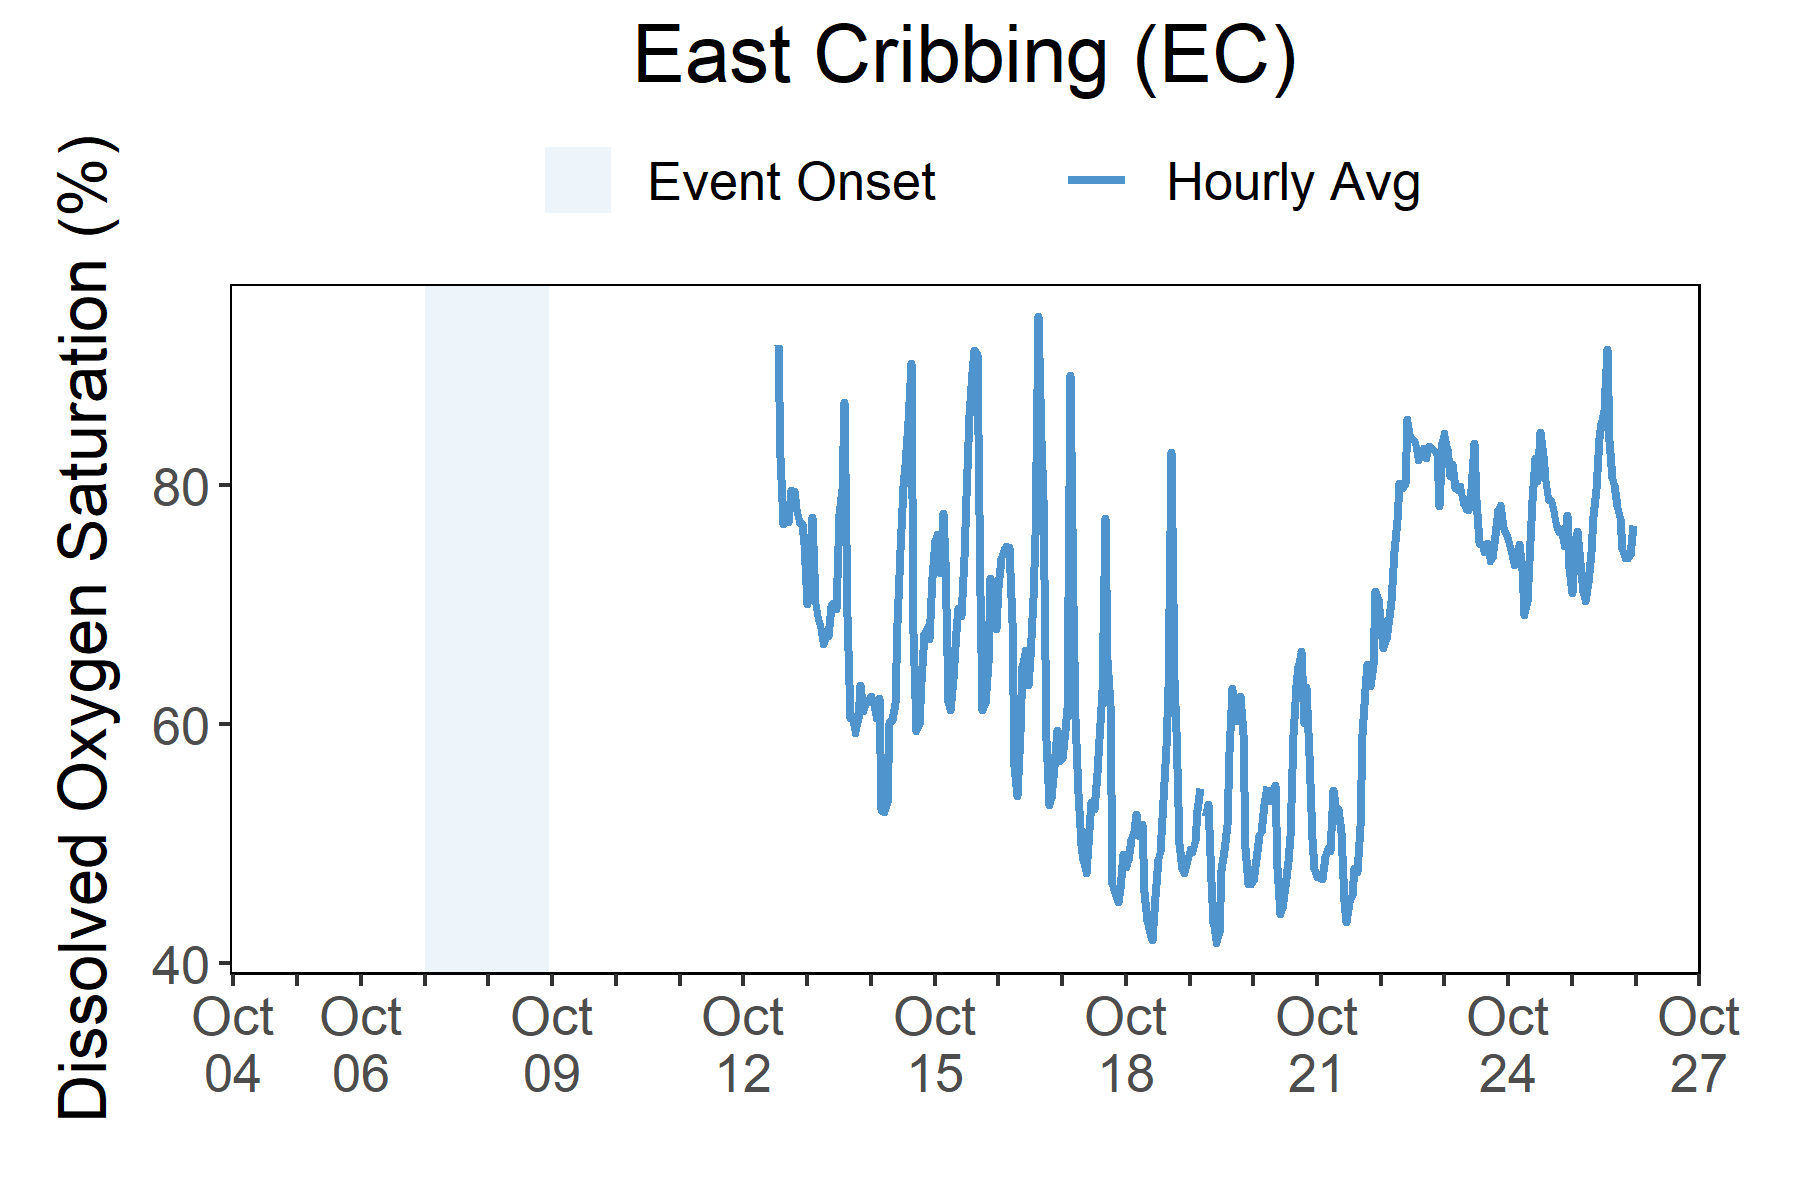 East Cribbing (EC)
Event Onset
Hourly Avg
Dissolved Oxygen Saturation (%)
80
60
40
Oct 04
Oct 06
Oct 09
Oct 12
Oct 15
Oct 18
Oct 21
Oct 24
Oct 27